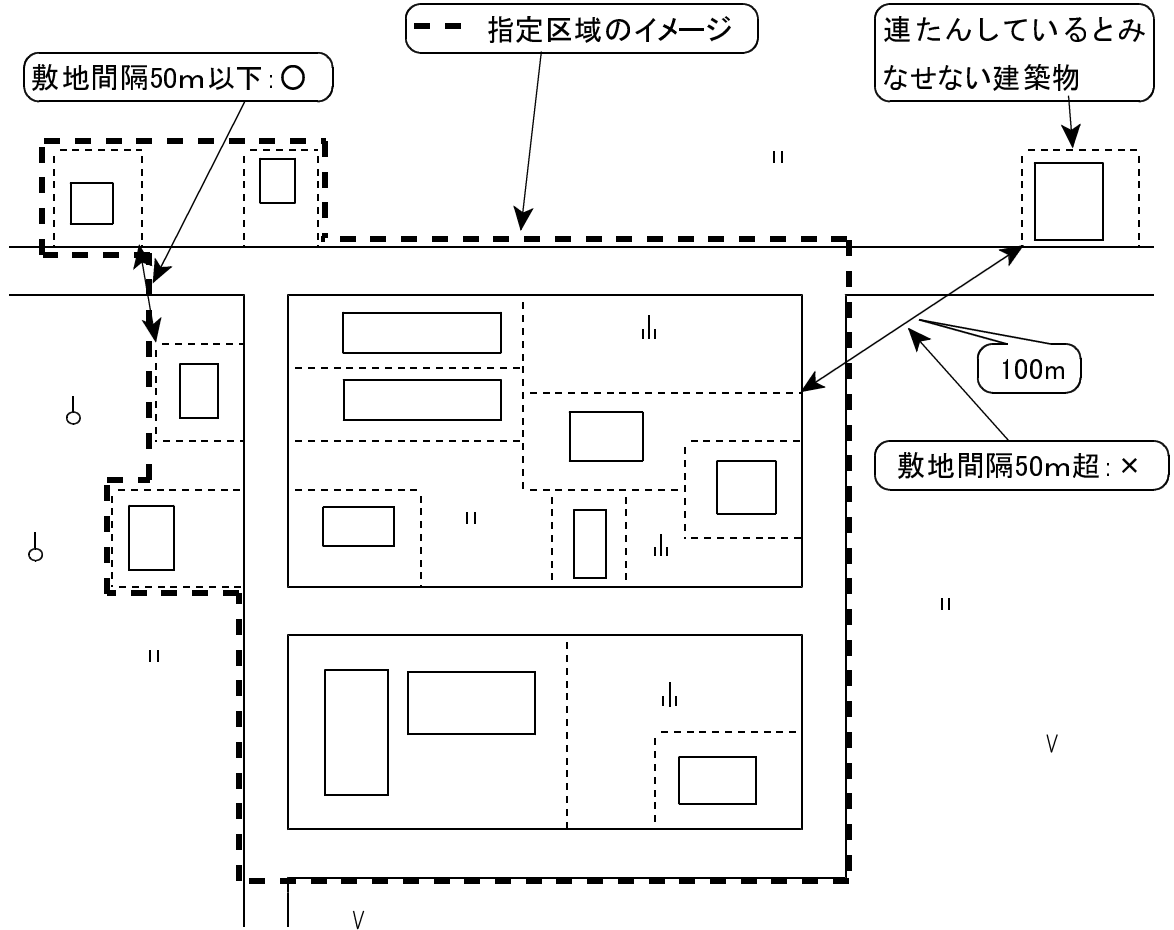 指定区域のイメージ
連たんしているとみ
なせない建築物
敷地間隔50m以下：〇
100m
敷地間隔50m超：×